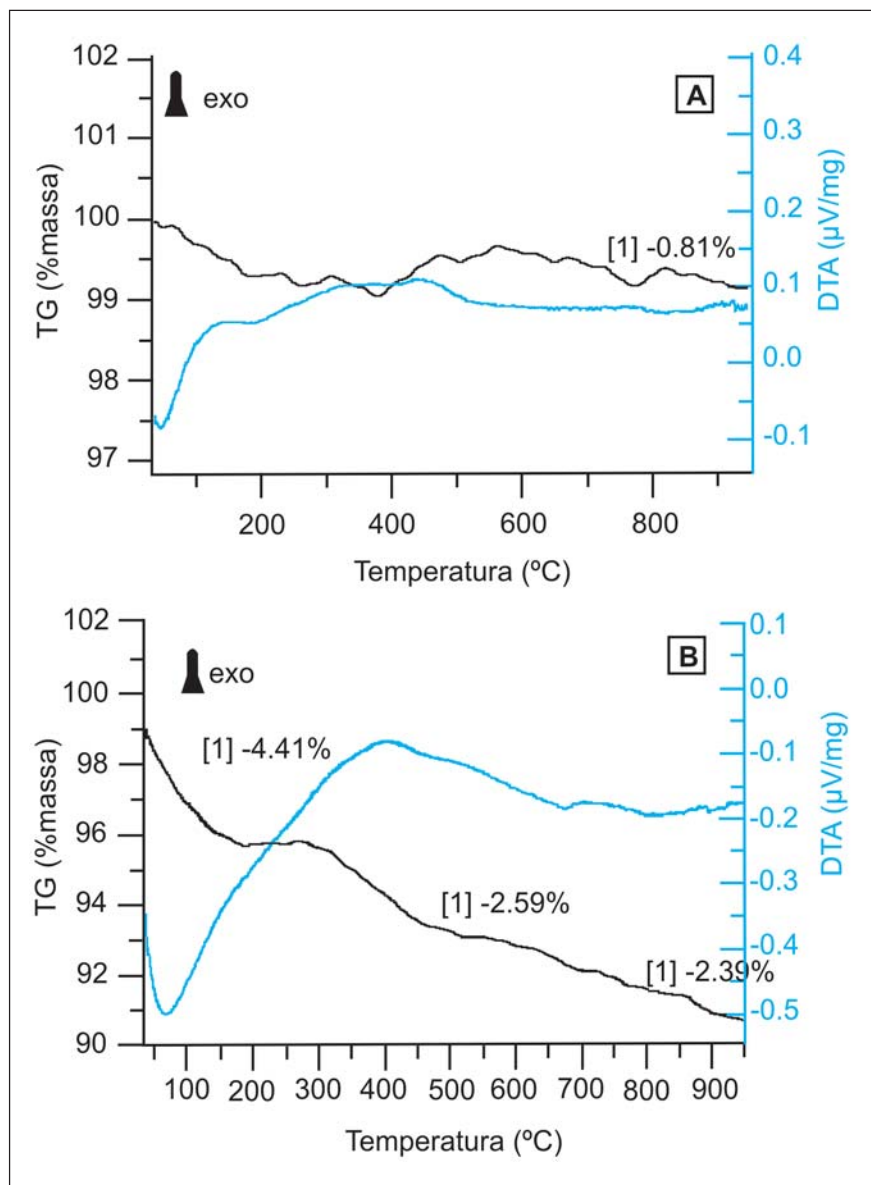 102
101
100
99
98
97
TG (%massa)
exo
A
[1] -0.81%
0.4
0.3
0.2
0.1
0.0
-0.1
DTA (µV/mg)
200 400 600 800
Temperatura (ºC)
102
100
98
96
94
92
90
TG (%massa)
exo
B
[1] -4.41%
[1] -2.59%
[1] -2.39%
0.1
0.0
-0.1
-0.2
-0.3
-0.4
-0.5
DTA (µV/mg)
100 200 300 400 500 600 700 800 900
Temperatura (ºC)